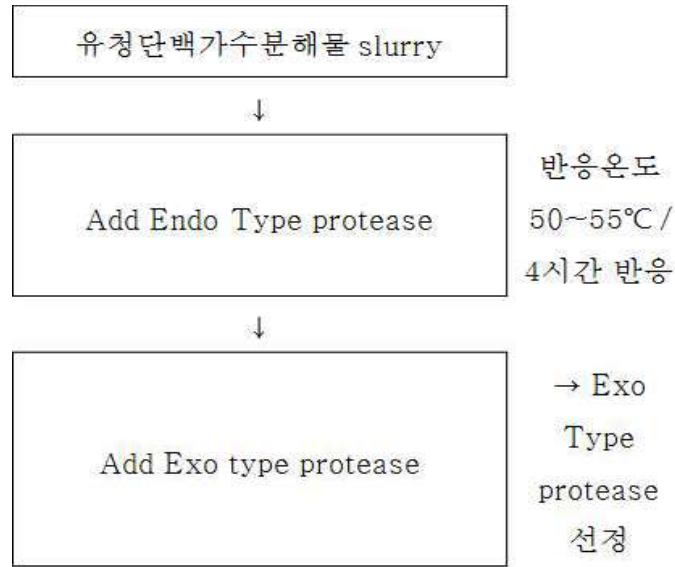 유청단백가수분해물 slurry
↓
Add Endo Type protease
반응온도
50~55℃ /
4시간 반응
↓
Add Exo type protease
→ Exo
Type
protease
선정